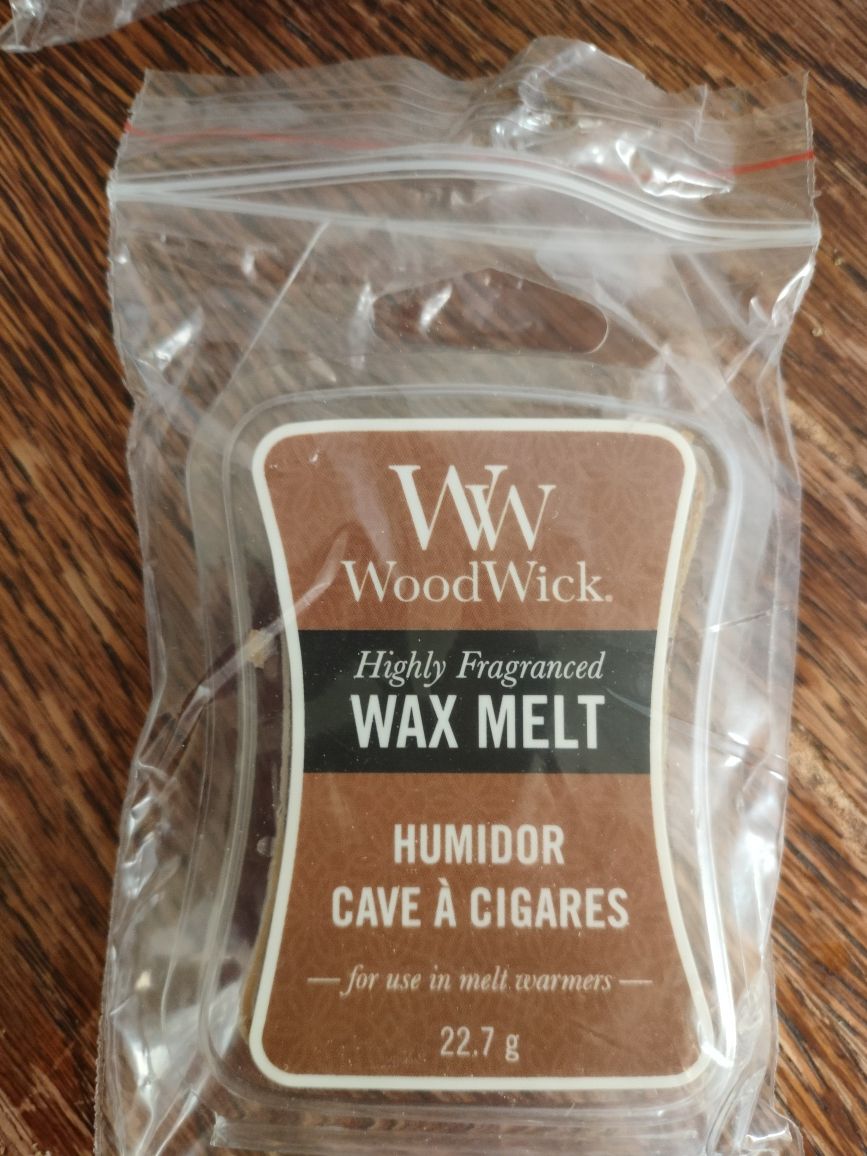 WW
WoodWick.
Highly Fragranced
WAX MELT
HUMIDOR
CAVE À CIGARES
— for use in melt warmers —
22.7 g